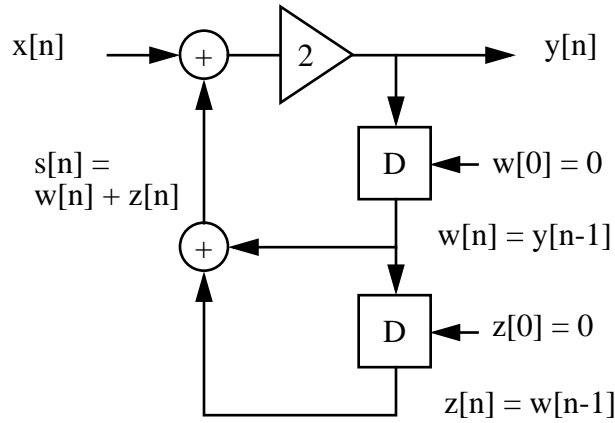 x[n]
+
2
y[n]
D
w[0] = 0
s[n] =
w[n] + z[n]
+
w[n] = y[n-1]
D
z[0] = 0
z[n] = w[n-1]